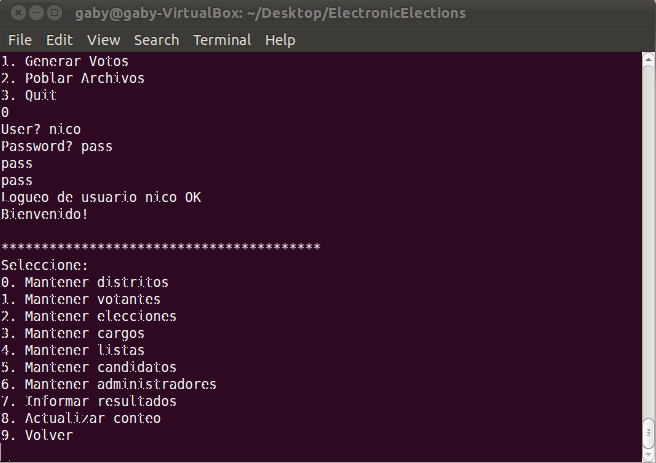 gaby@gaby-VirtualBox: ~/Desktop/ElectronicElections
File Edit View Search Terminal Help
1. Generar Votos
2. Poblar Archivos
3. Quit
0
User? nico
Password? pass
pass
pass
Logueo de usuario nico OK
Bienvenido!
****************************************
Seleccione:
0. Mantener distritos
1. Mantener votantes
2. Mantener elecciones
3. Mantener cargos
4. Mantener listas
5. Mantener candidatos
6. Mantener administradores
7. Informar resultados
8. Actualizar conteo
9. Volver